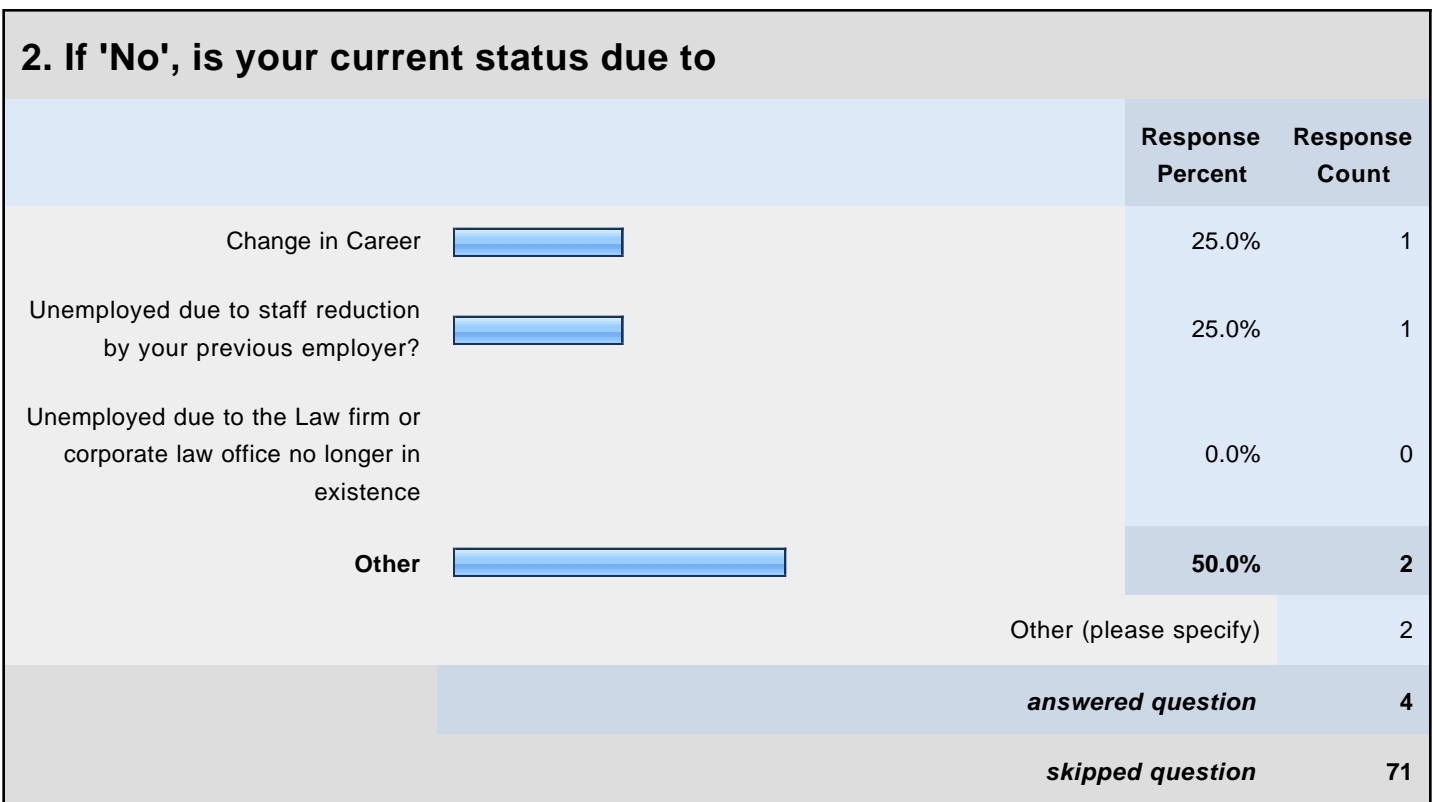 2. If 'No', is your current status due to
Response Percent
Response Count
Change in Career 25.0% 1
Unemployed due to staff reduction
by your previous employer? 25.0% 1
Unemployed due to the Law firm or
corporate law office no longer in
existence 0.0% 0
Other 50.0% 2
Other (please specify) 2
answered question 4
skipped question 71